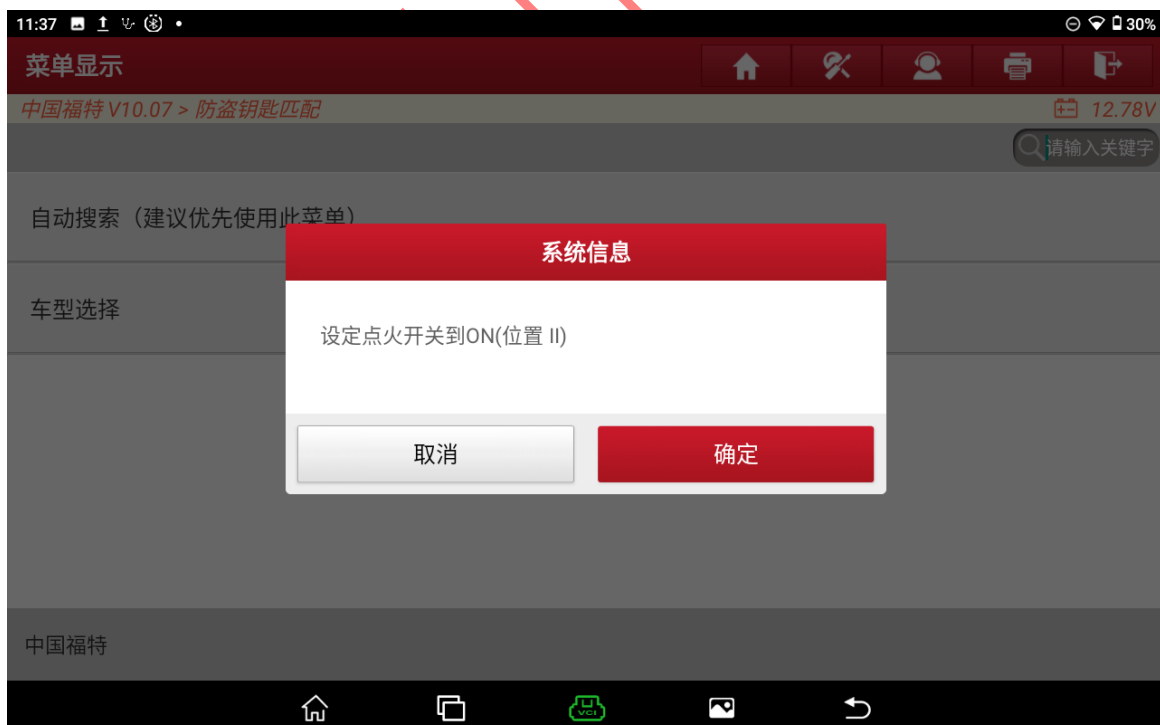 11:37
30%
菜单显示
中国福特 V10.07 > 防盗钥匙匹配
12.78V
请输入关键字
自动搜索（建议优先使用此菜单）
系统信息
车型选择
设定点火开关到ON(位置 II)
取消
确定
中国福特
VCI